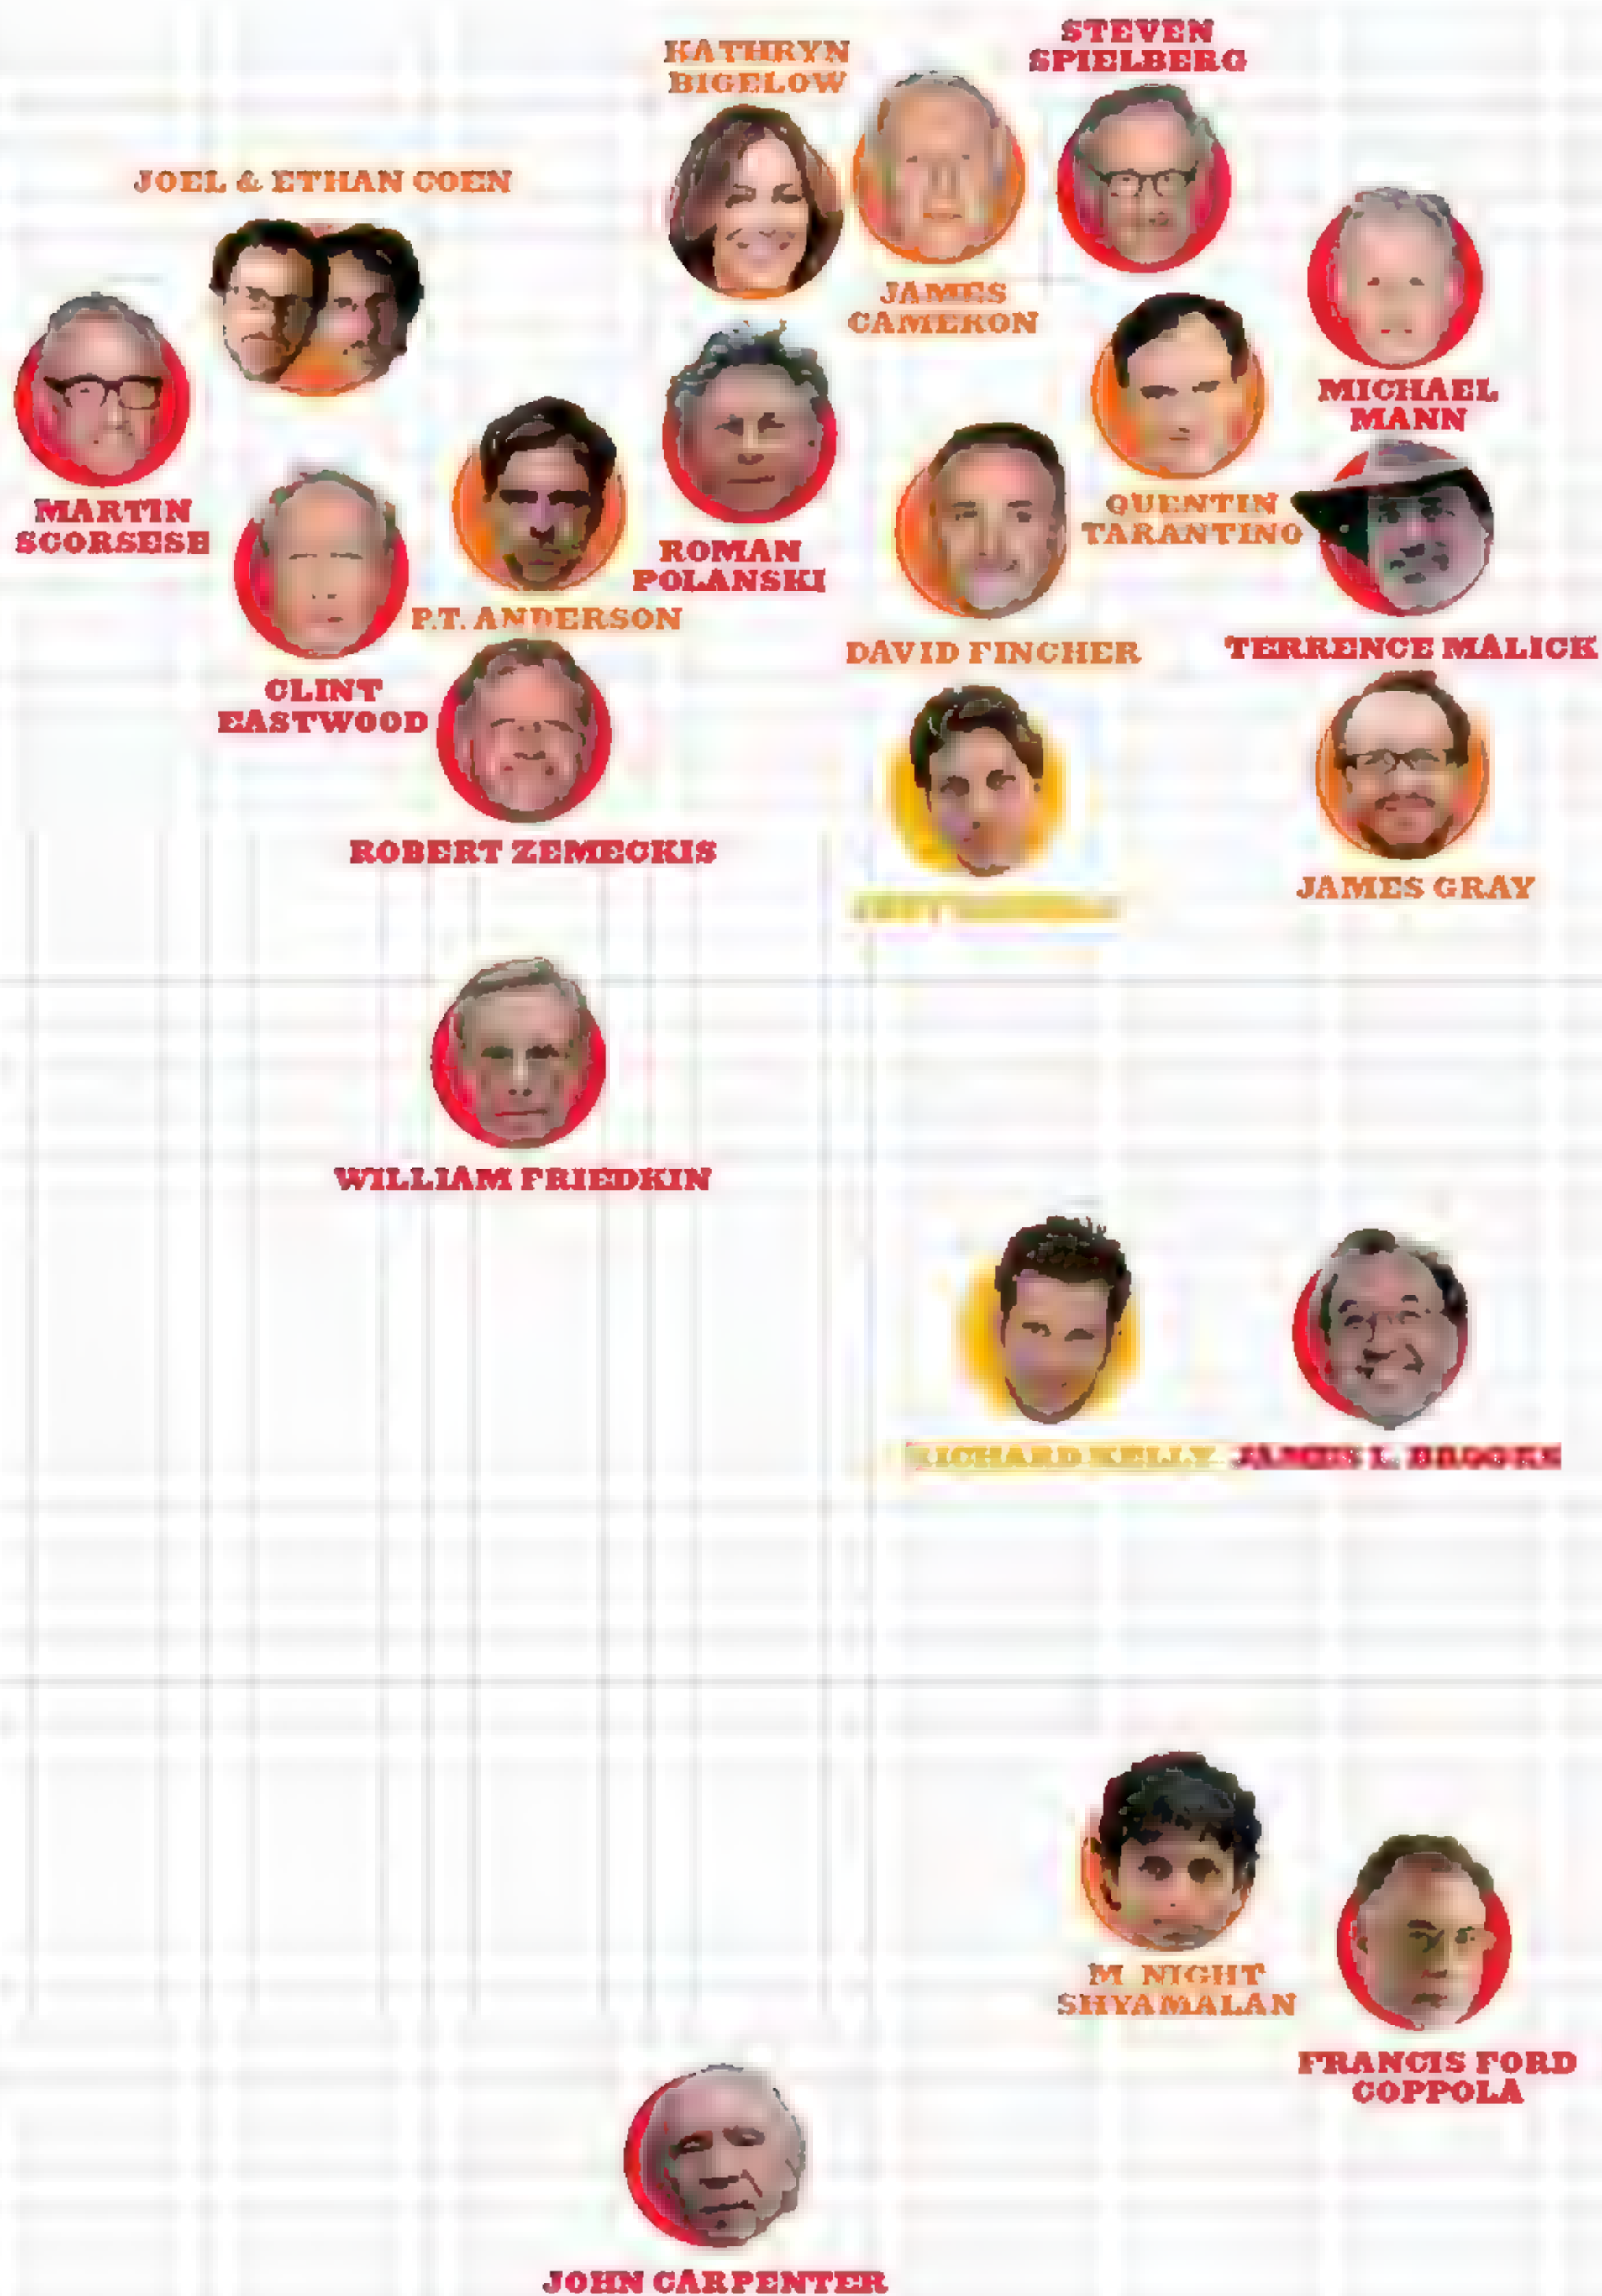 STEVEN
SPIELBERG
KATHRYN
BIGELOW
JOEL & ETHAN COEN
JAMES
CAMERON
MICHAEL
MANN
MARTIN
SCORSESE
QUENTIN
TARANTINO
ROMAN
POLANSKI
P.T. ANDERSON
DAVID FINCHER
TERRENCE MALICK
CLINT
EASTWOOD
ROBERT ZEMECKIS
JAMES GRAY
WILLIAM FRIEDKIN
RICHARD KELLY
JAMES L. BROOKS
M NIGHT
SHYAMALAN
FRANCIS FORD
COPPOLA
JOHN CARPENTER